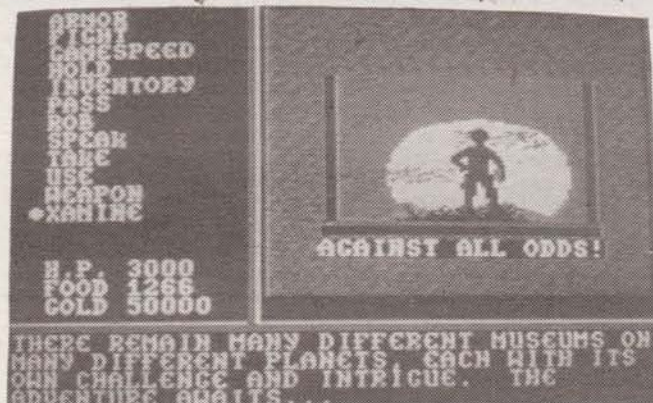 ARMOR
FIGHT
GAMESPEED
HOLD
INVENTORY
PASS
ROB
SPEAK
TAKE
USE
WEAPON
XAMINE
H.P. 3000
FOOD 1266
GOLD 50000
AGAINST ALL ODDS!
THERE REMAIN MANY DIFFERENT MUSEUMS ON
MANY DIFFERENT PLANETS, EACH WITH ITS
OWN CHALLENGE AND INTRIGUE. THE
ADVENTURE AWAITS...